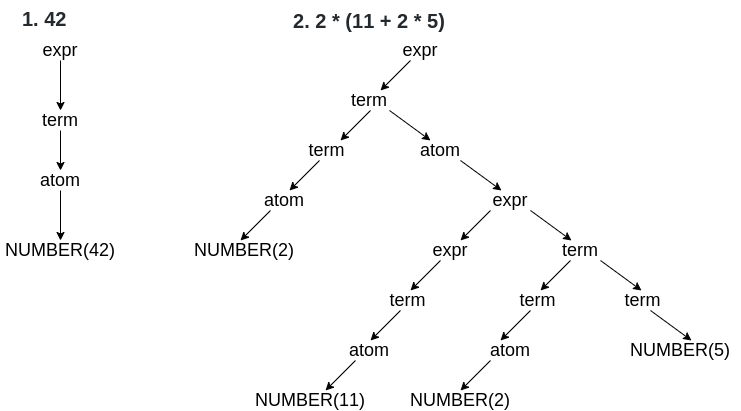 1. 42
2. 2 * (11 + 2 * 5)
expr
expr
term
term
term
atom
atom
atom
expr
NUMBER(42)
NUMBER(2)
expr
term
term
term
term
atom
atom
NUMBER(5)
NUMBER(11)
NUMBER(2)